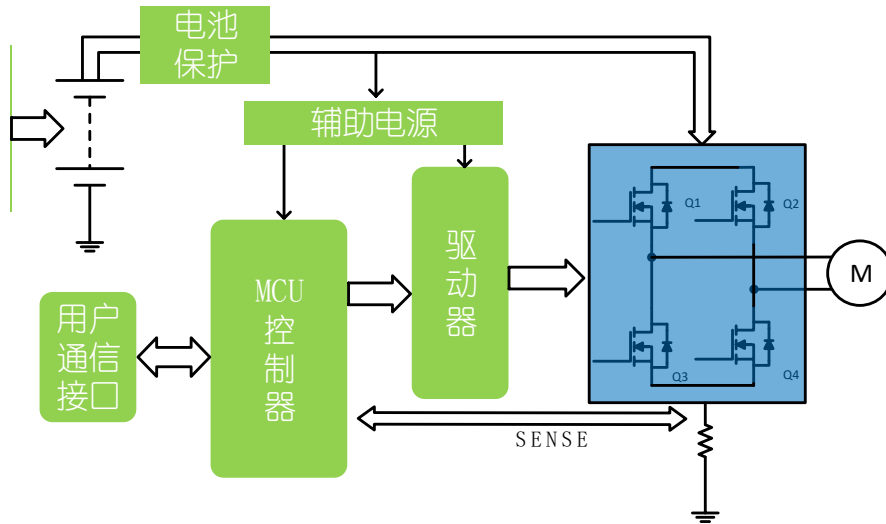 电池
保护
辅助电源
Q1
Q2
驱
动
器
M
MCU
控
制
器
用户
通信
接口
Q3
Q4
SENSE